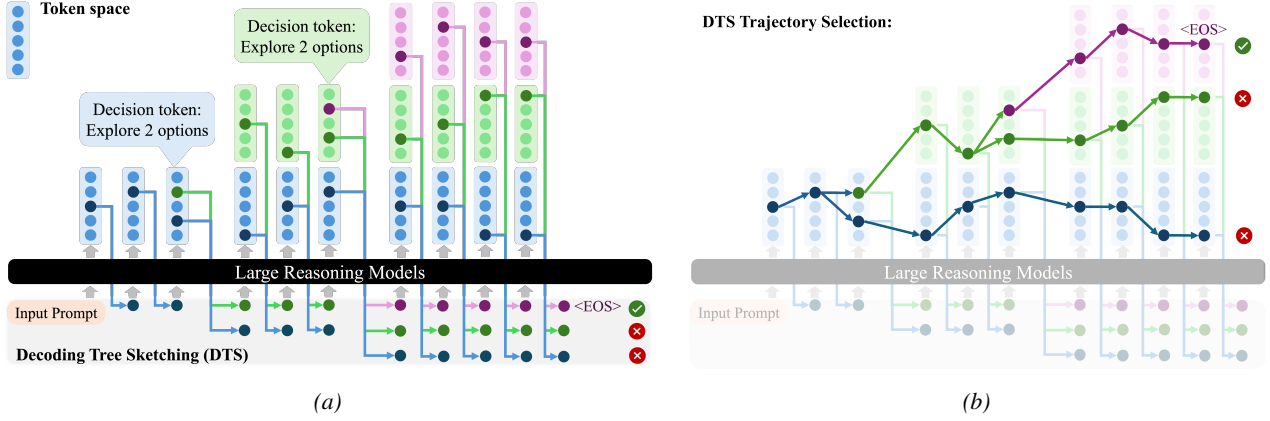 Token space
Decision token:
Explore 2 options
Decision token:
Explore 2 options
Large Reasoning Models
Input Prompt
<EOS>
Decoding Tree Sketching (DTS)
(a)
DTS Trajectory Selection:
<EOS>
Large Reasoning Models
Input Prompt
(b)